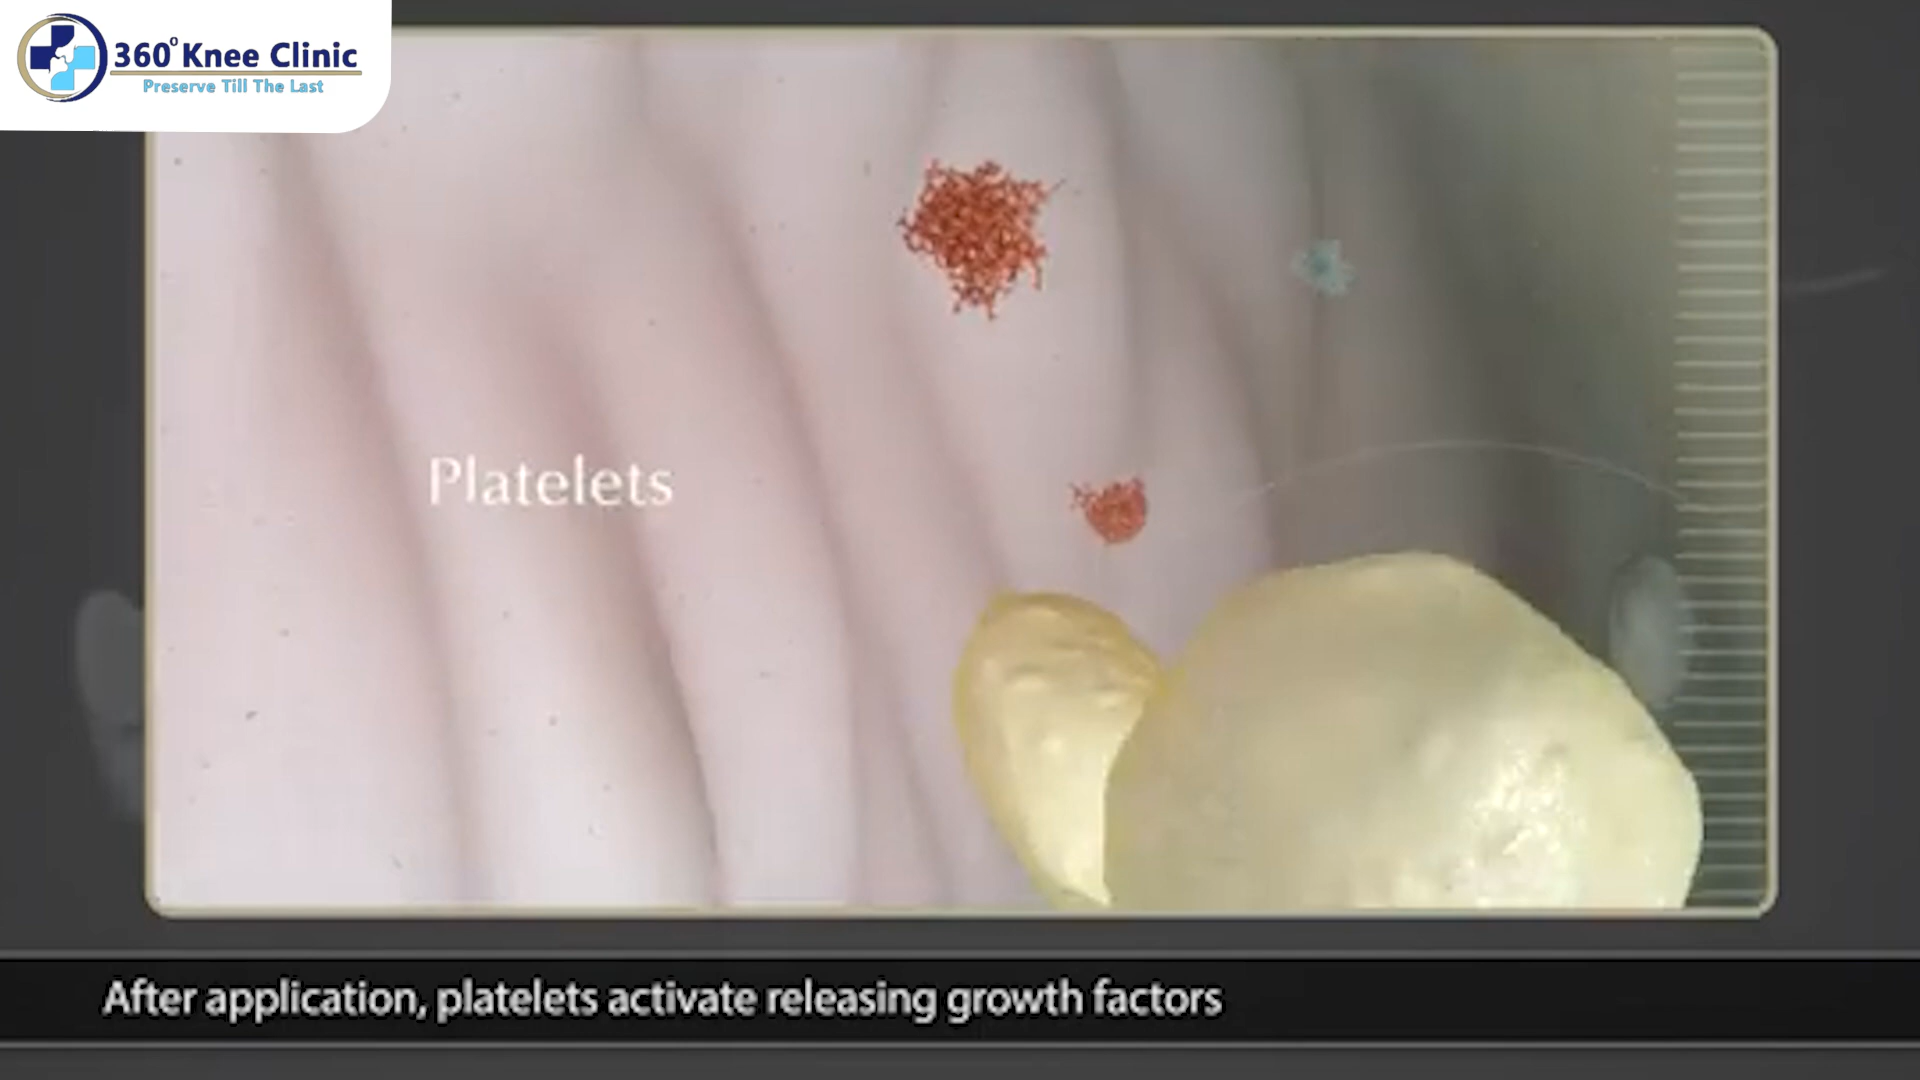 360° Knee Clinic
Preserve Till The Last
Platelets
After application, platelets activate releasing growth factors